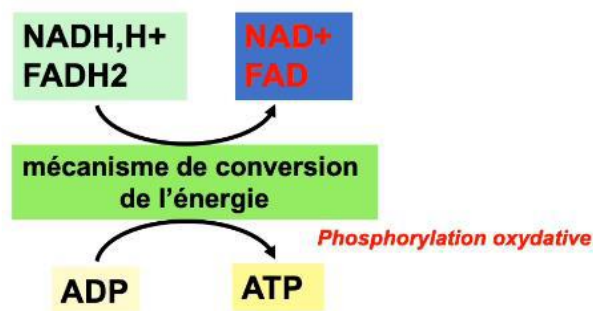 NADH,H+
FADH2
NAD+
FAD
mécanisme de conversion
de l'énergie
Phosphorylation oxydative
ADP
ATP